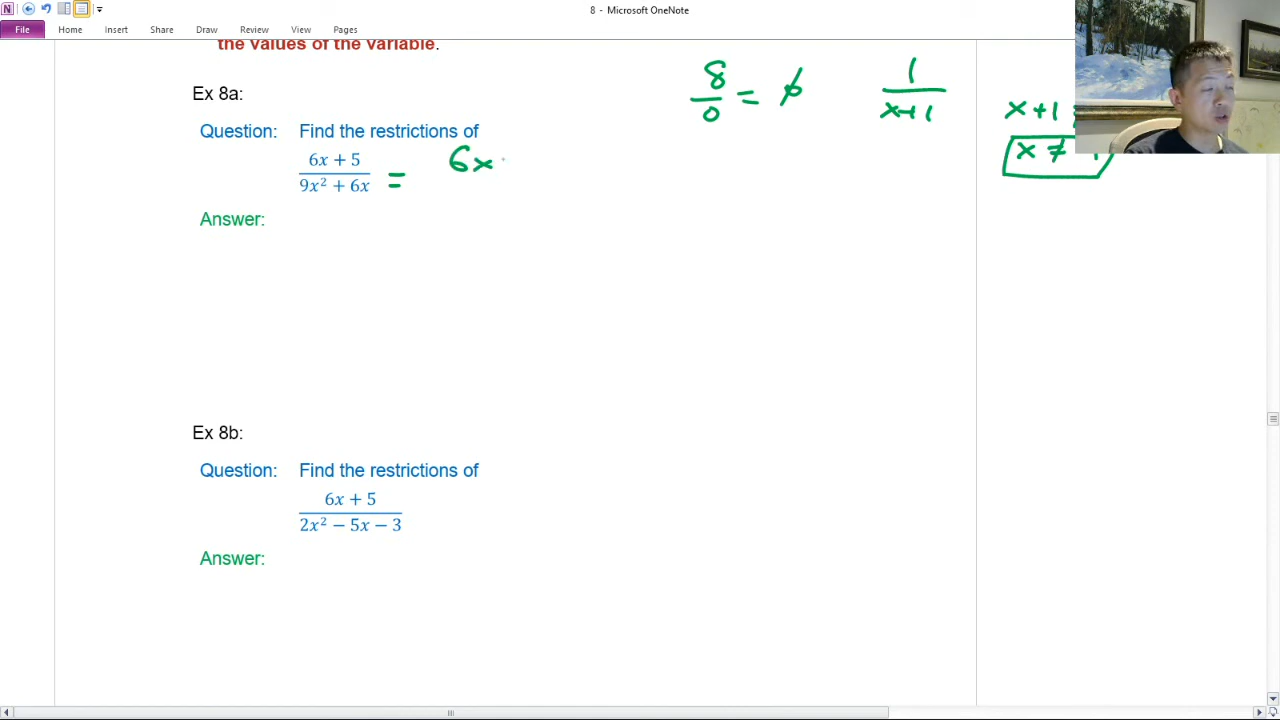 8 - Microsoft OneNote
File Home Insert Share Draw Review View Pages
the values of the variable.
Ex 8a:
8/0 = ø
1/(x+1)
x+1
x ≠
Question: Find the restrictions of
(6x + 5)/(9x² + 6x) = 6x
Answer:
Ex 8b:
Question: Find the restrictions of
(6x + 5)/(2x² − 5x − 3)
Answer: